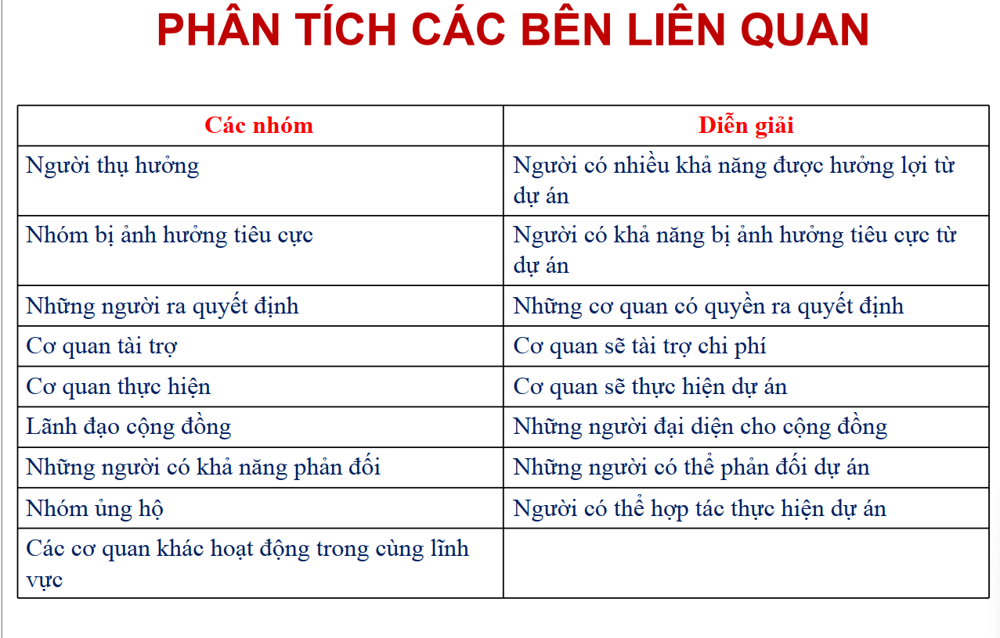 PHÂN TÍCH CÁC BÊN LIÊN QUAN
Các nhóm
Diễn giải
Người thụ hưởng
Người có nhiều khả năng được hưởng lợi từ
dự án
Nhóm bị ảnh hưởng tiêu cực
Người có khả năng bị ảnh hưởng tiêu cực từ
dự án
Những người ra quyết định
Những cơ quan có quyền ra quyết định
Cơ quan tài trợ
Cơ quan sẽ tài trợ chi phí
Cơ quan thực hiện
Cơ quan sẽ thực hiện dự án
Lãnh đạo cộng đồng
Những người đại diện cho cộng đồng
Những người có khả năng phản đối
Những người có thể phản đối dự án
Nhóm ủng hộ
Người có thể hợp tác thực hiện dự án
Các cơ quan khác hoạt động trong cùng lĩnh
vực